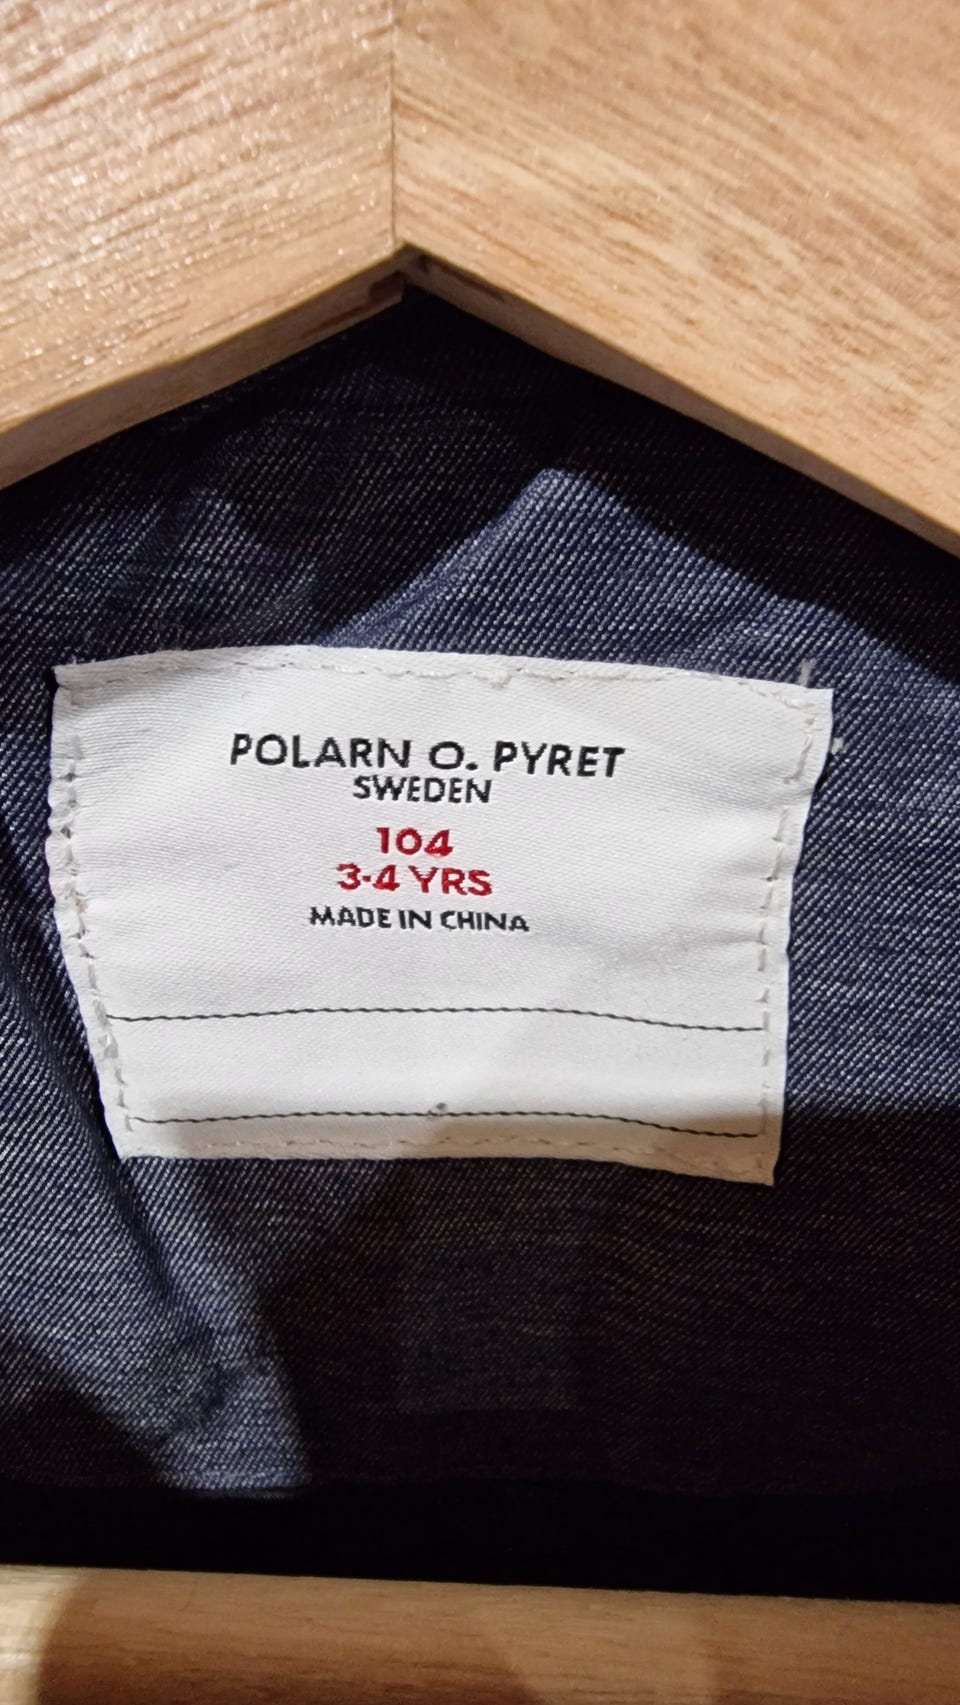 POLARN O. PYRET
SWEDEN
104
3-4 YRS
MADE IN CHINA